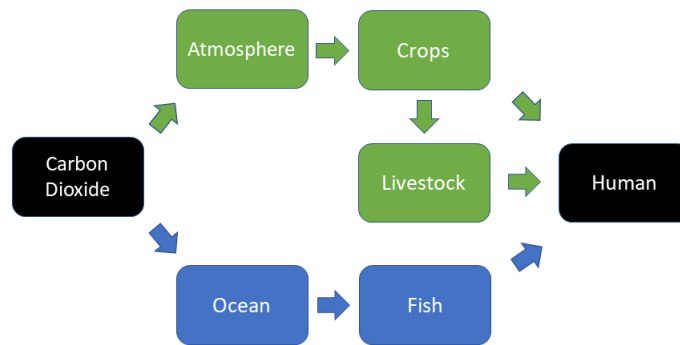 Atmosphere
Crops
Carbon
Dioxide
Livestock
Human
Ocean
Fish